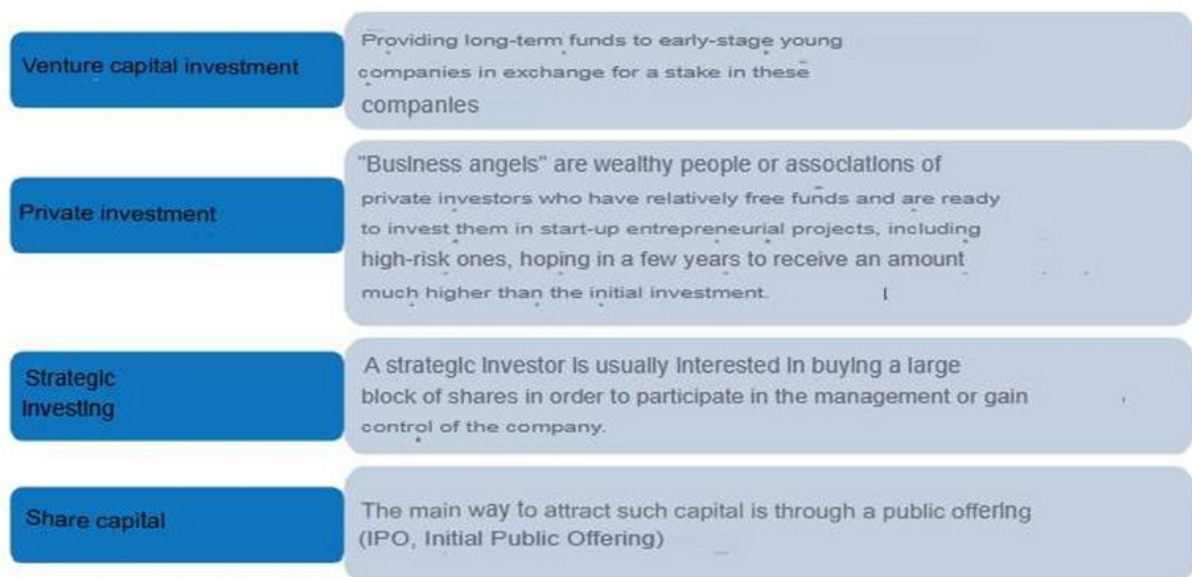 Venture capital investment
Providing long-term funds to early-stage young
companies in exchange for a stake in these
companies
Private investment
"Business angels" are wealthy people or associations of
private investors who have relatively free funds and are ready
to invest them in start-up entrepreneurial projects, including
high-risk ones, hoping in a few years to receive an amount
much higher than the initial investment.
Strategic
Investing
A strategic investor is usually interested in buying a large
block of shares in order to participate in the management or gain
control of the company.
Share capital
The main way to attract such capital is through a public offering
(IPO, Initial Public Offering)